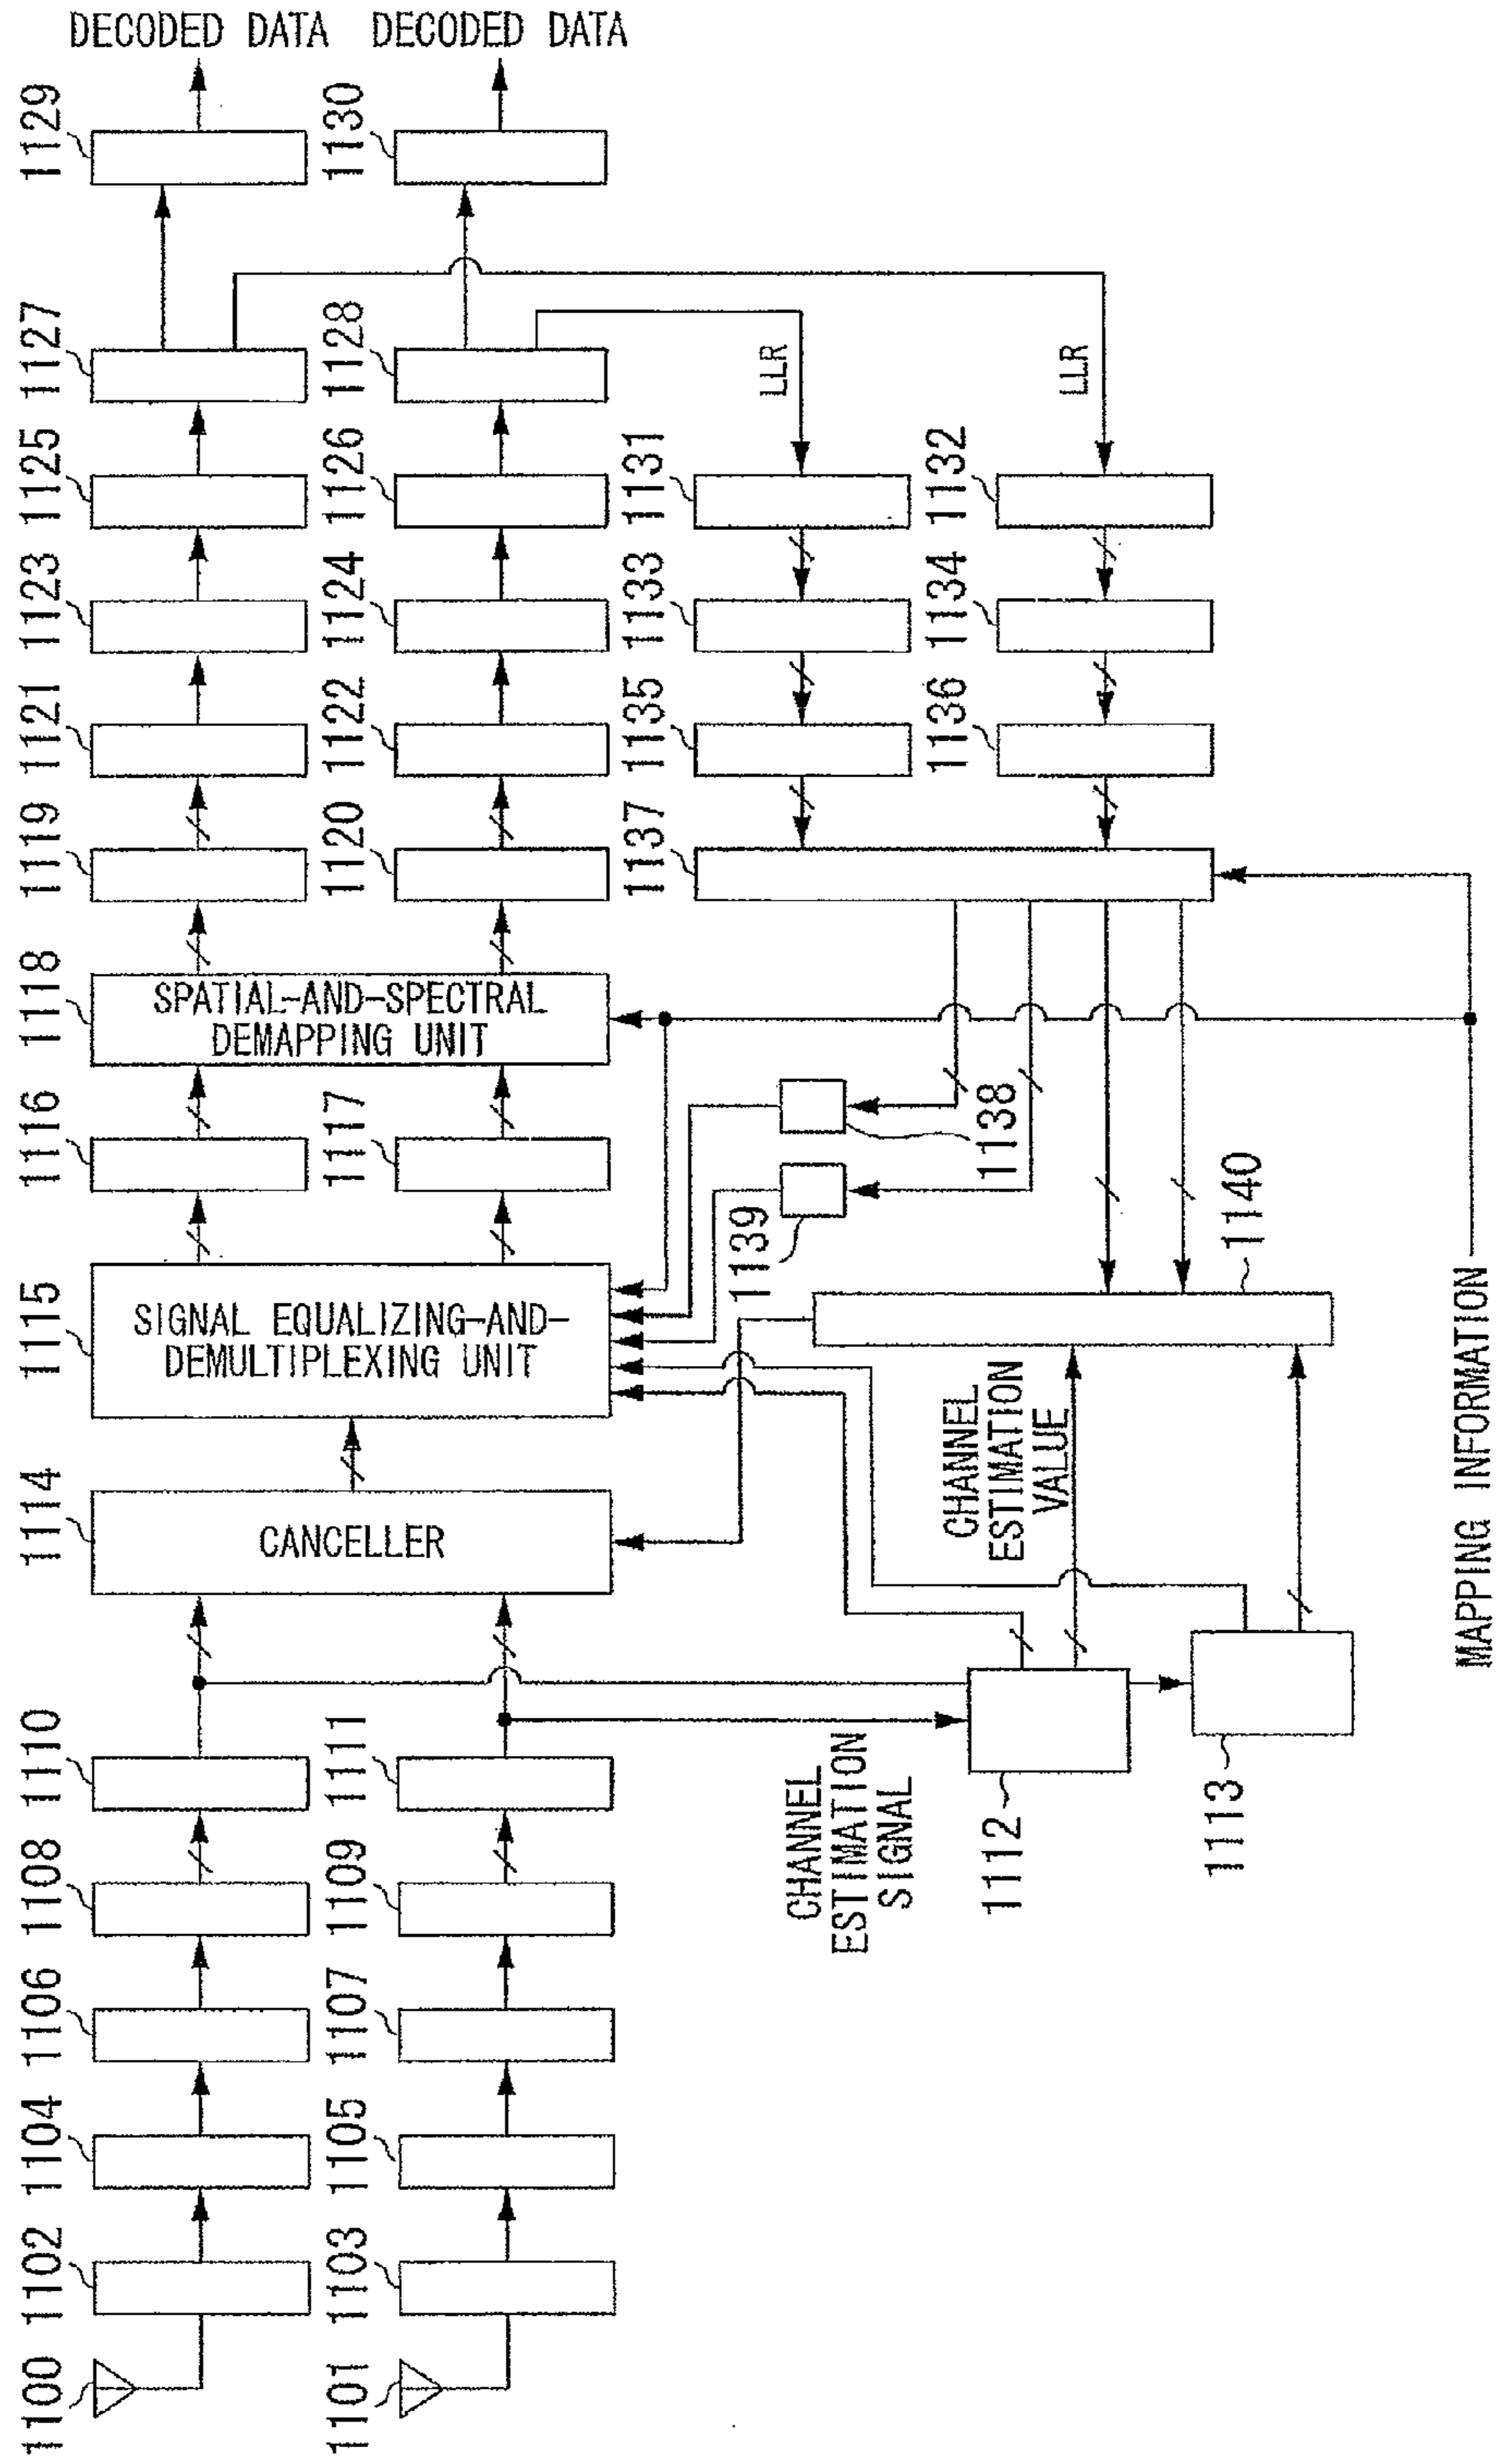 DECODED DATA
DECODED DATA
1129
1130
1127
1128
LLR
LLR
1125
1126
1131
1132
1123
1124
1133
1134
1121
1122
1135
1136
1119
1120
1137
1118
SPATIAL-AND-SPECTRAL
DEMAPPING UNIT
1116
1117
1138
1139
1140
1115
SIGNAL EQUALIZING-AND-
DEMULTIPLEXING UNIT
CHANNEL
ESTIMATION
VALUE
MAPPING INFORMATION
1114
CANCELLER
1110
1111
CHANNEL
ESTIMATION
SIGNAL
1112
1113
1108
1109
1106
1107
1104
1105
1102
1103
1100
1101